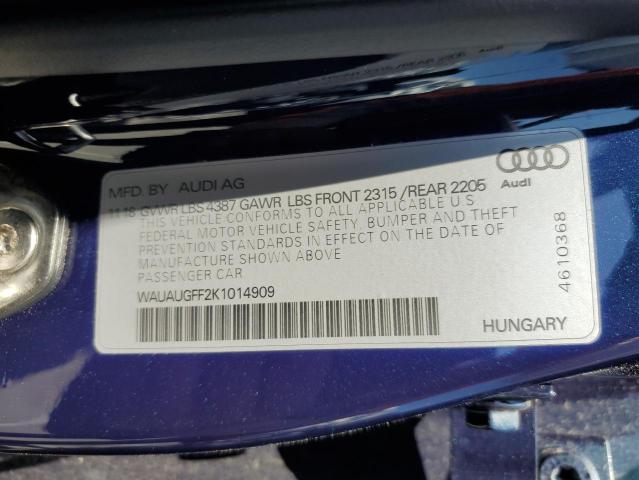 MFD. BY AUDI AG
11.18 GVWR LBS 4387 GAWR LBS FRONT 2315 /REAR 2205
THIS VEHICLE CONFORMS TO ALL APPLICABLE U.S
FEDERAL MOTOR VEHICLE SAFETY, BUMPER AND THEFT
PREVENTION STANDARDS IN EFFECT ON THE DATE OF
MANUFACTURE SHOWN ABOVE
PASSENGER CAR
WAUAUGFF2K1014909
Audi
4610368
HUNGARY